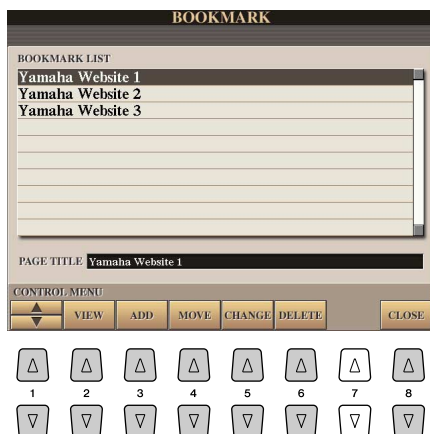 BOOKMARK
BOOKMARK LIST
Yamaha Website 1
Yamaha Website 2
Yamaha Website 3
PAGE TITLE Yamaha Website 1
CONTROL MENU
VIEW ADD MOVE CHANGE DELETE CLOSE
1 2 3 4 5 6 7 8